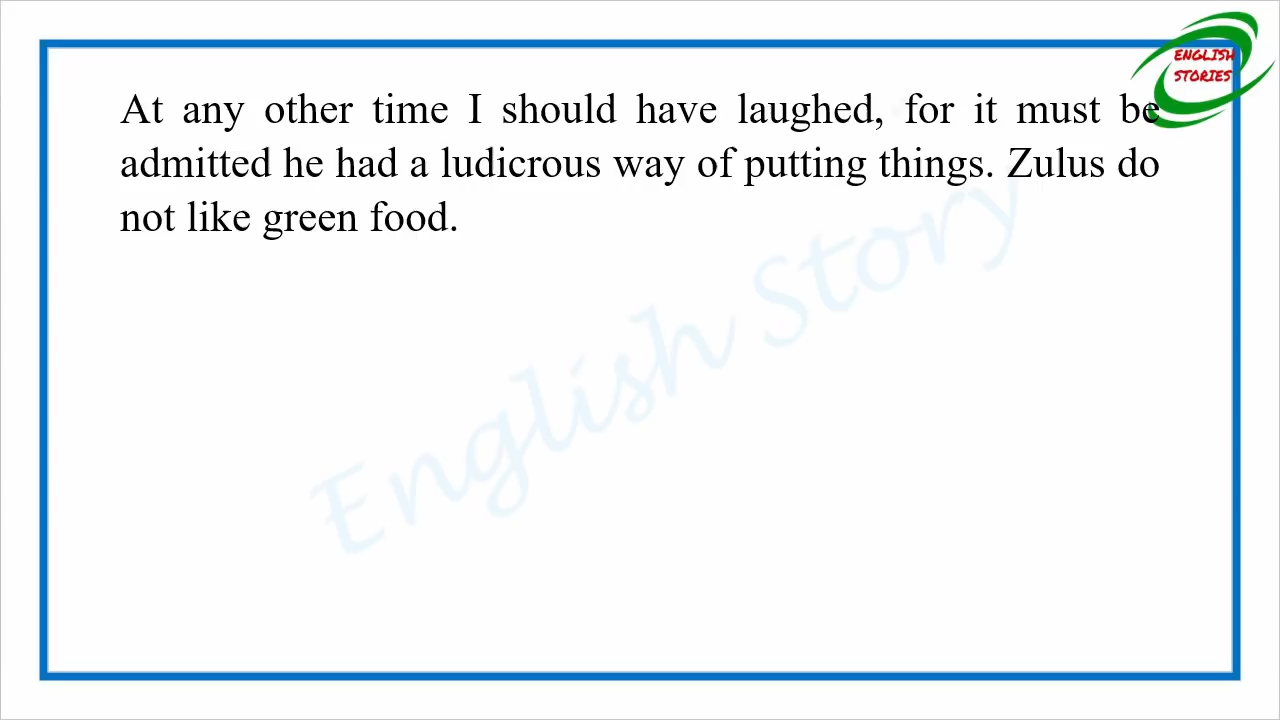 ENGLISH
STORIES
At any other time I should have laughed, for it must be
admitted he had a ludicrous way of putting things. Zulus do
not like green food.
English Story